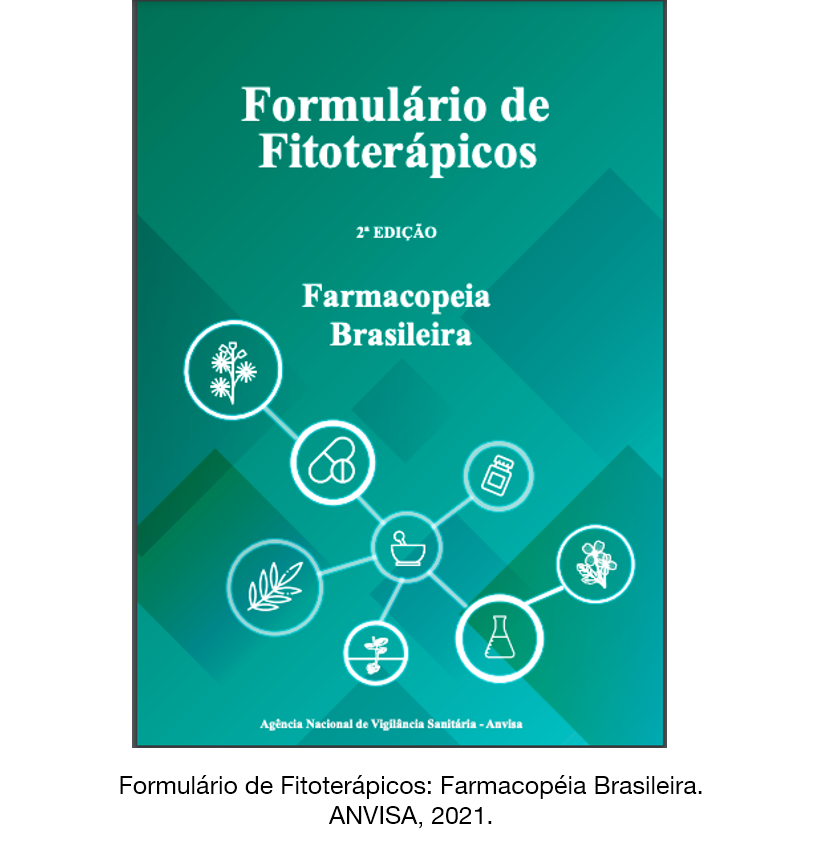 Formulário de
Fitoterápicos
2ª EDIÇÃO
Farmacopeia
Brasileira
Agência Nacional de Vigilância Sanitária - Anvisa
Formulário de Fitoterápicos: Farmacopéia Brasileira.
ANVISA, 2021.